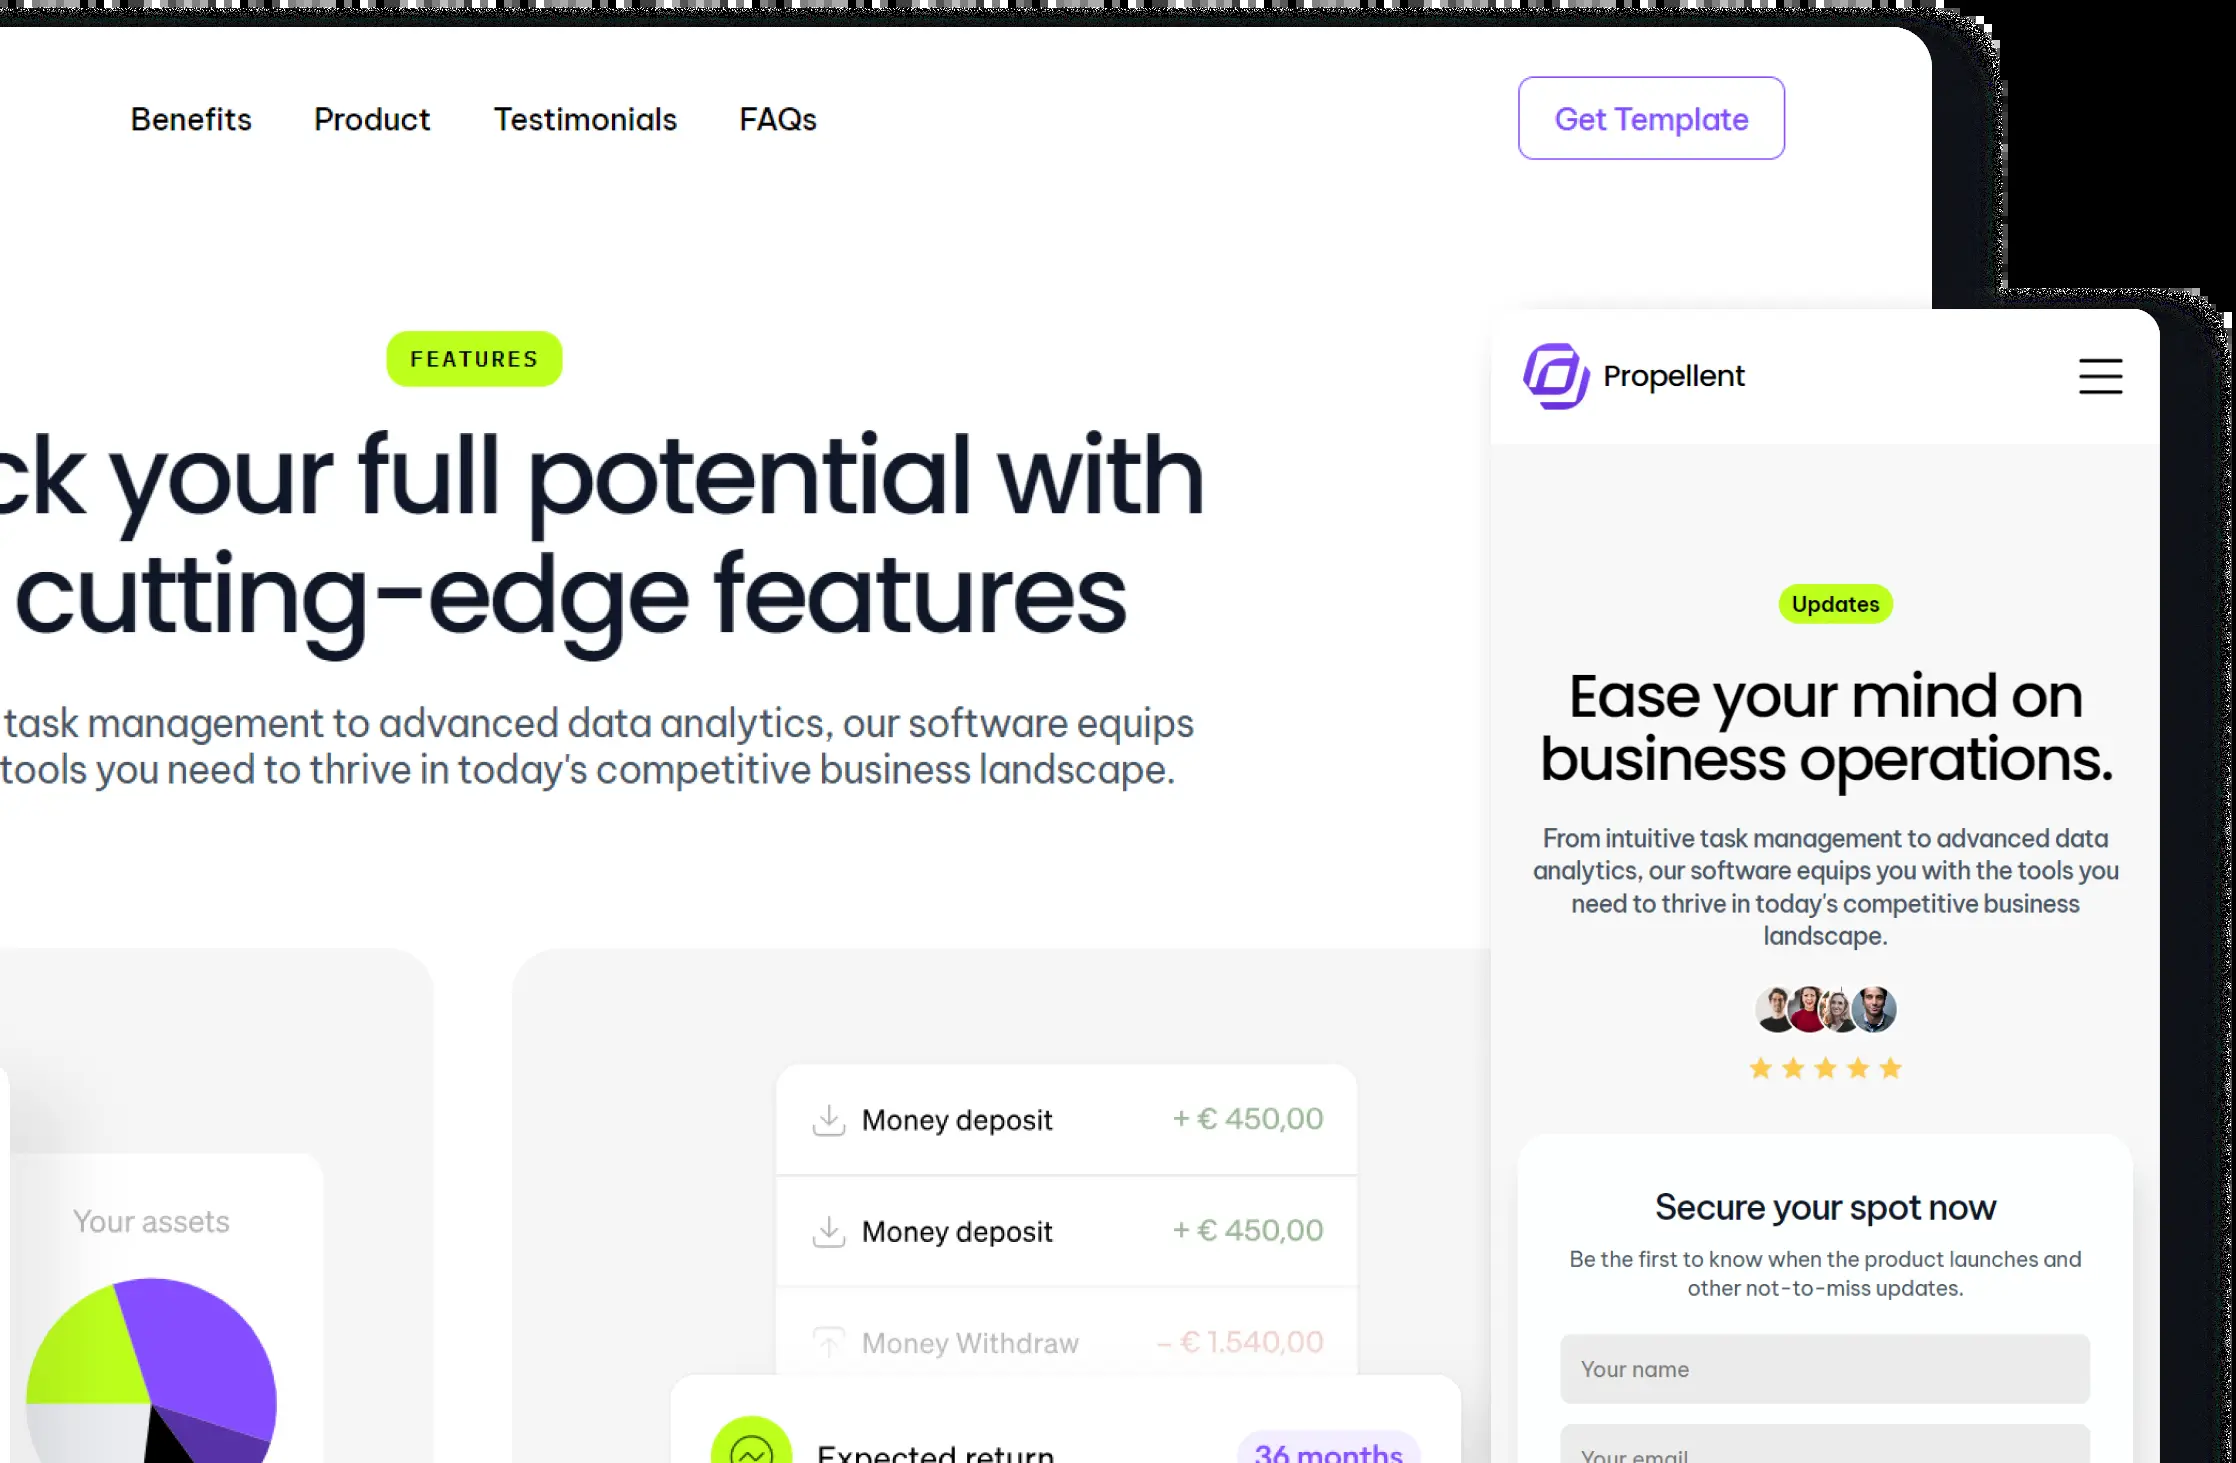 Benefits Product Testimonials FAQs Get Template
FEATURES
ck your full potential with
cutting-edge features
task management to advanced data analytics, our software equips
tools you need to thrive in today's competitive business landscape.
Your assets
Money deposit + € 450,00
Money deposit + € 450,00
Money Withdraw – € 1.540,00
Expected return 36 months
Propellent
Updates
Ease your mind on
business operations.
From intuitive task management to advanced data
analytics, our software equips you with the tools you
need to thrive in today's competitive business
landscape.
Secure your spot now
Be the first to know when the product launches and
other not-to-miss updates.
Your name
Your email